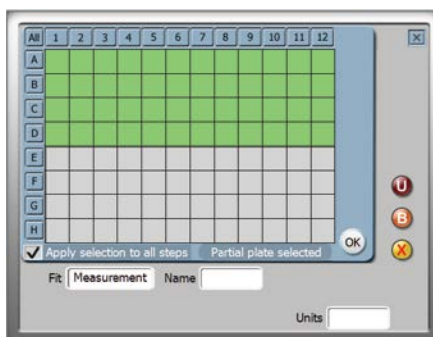 All 1 2 3 4 5 6 7 8 9 10 11 12
A
B
C
D
E
F
G
H
Apply selection to all steps Partial plate selected OK
U
B
X
Fit Measurement Name
Units